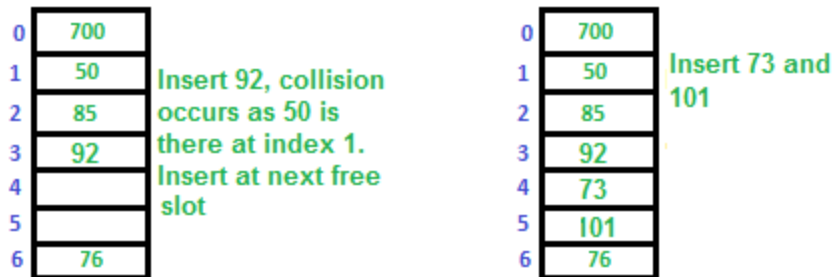 0 700
1 50
2 85
3 92
4
5
6 76
Insert 92, collision
occurs as 50 is
there at index 1.
Insert at next free
slot
0 700
1 50
2 85
3 92
4 73
5 101
6 76
Insert 73 and
101